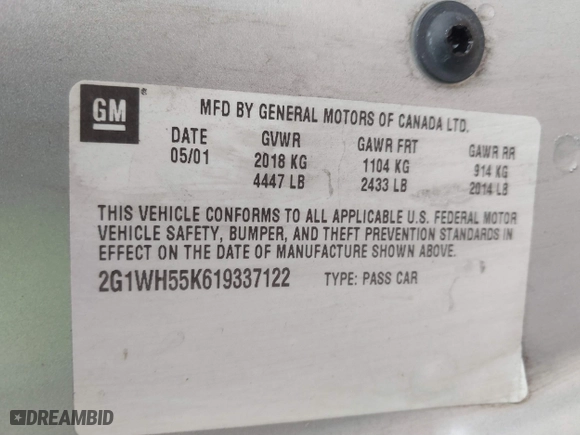 GM ®
MFD BY GENERAL MOTORS OF CANADA LTD.
DATE GVWR GAWR FRT GAWR RR
05/01 2018 KG 1104 KG 914 KG
4447 LB 2433 LB 2014 LB
THIS VEHICLE CONFORMS TO ALL APPLICABLE U.S. FEDERAL MOTOR
VEHICLE SAFETY, BUMPER, AND THEFT PREVENTION STANDARDS IN
EFFECT ON THE DATE OF MANUFACTURE SHOWN ABOVE.
2G1WH55K619337122 TYPE: PASS CAR
DREAMBID